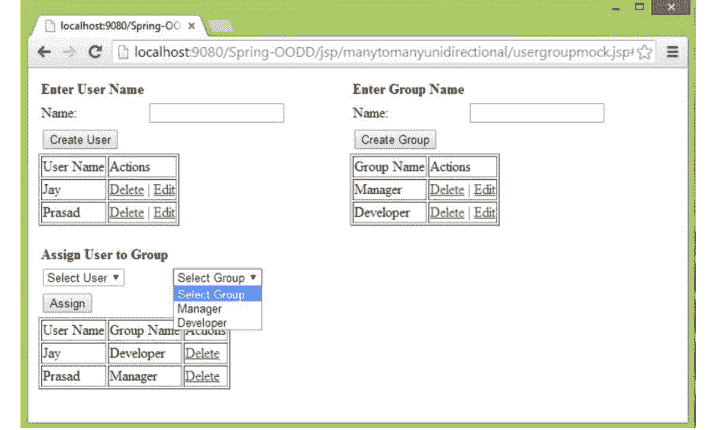 localhost:9080/Spring-OO
localhost:9080/Spring-OODD/jsp/manytomanyunidirectional/usergroupmock.jsp#
Enter User Name
Name:
Create User
User Name Actions
Jay Delete | Edit
Prasad Delete | Edit
Enter Group Name
Name:
Create Group
Group Name Actions
Manager Delete | Edit
Developer Delete | Edit
Assign User to Group
Select User Select Group
Select Group
Manager
Developer
Assign
User Name Group Name Actions
Jay Developer Delete
Prasad Manager Delete